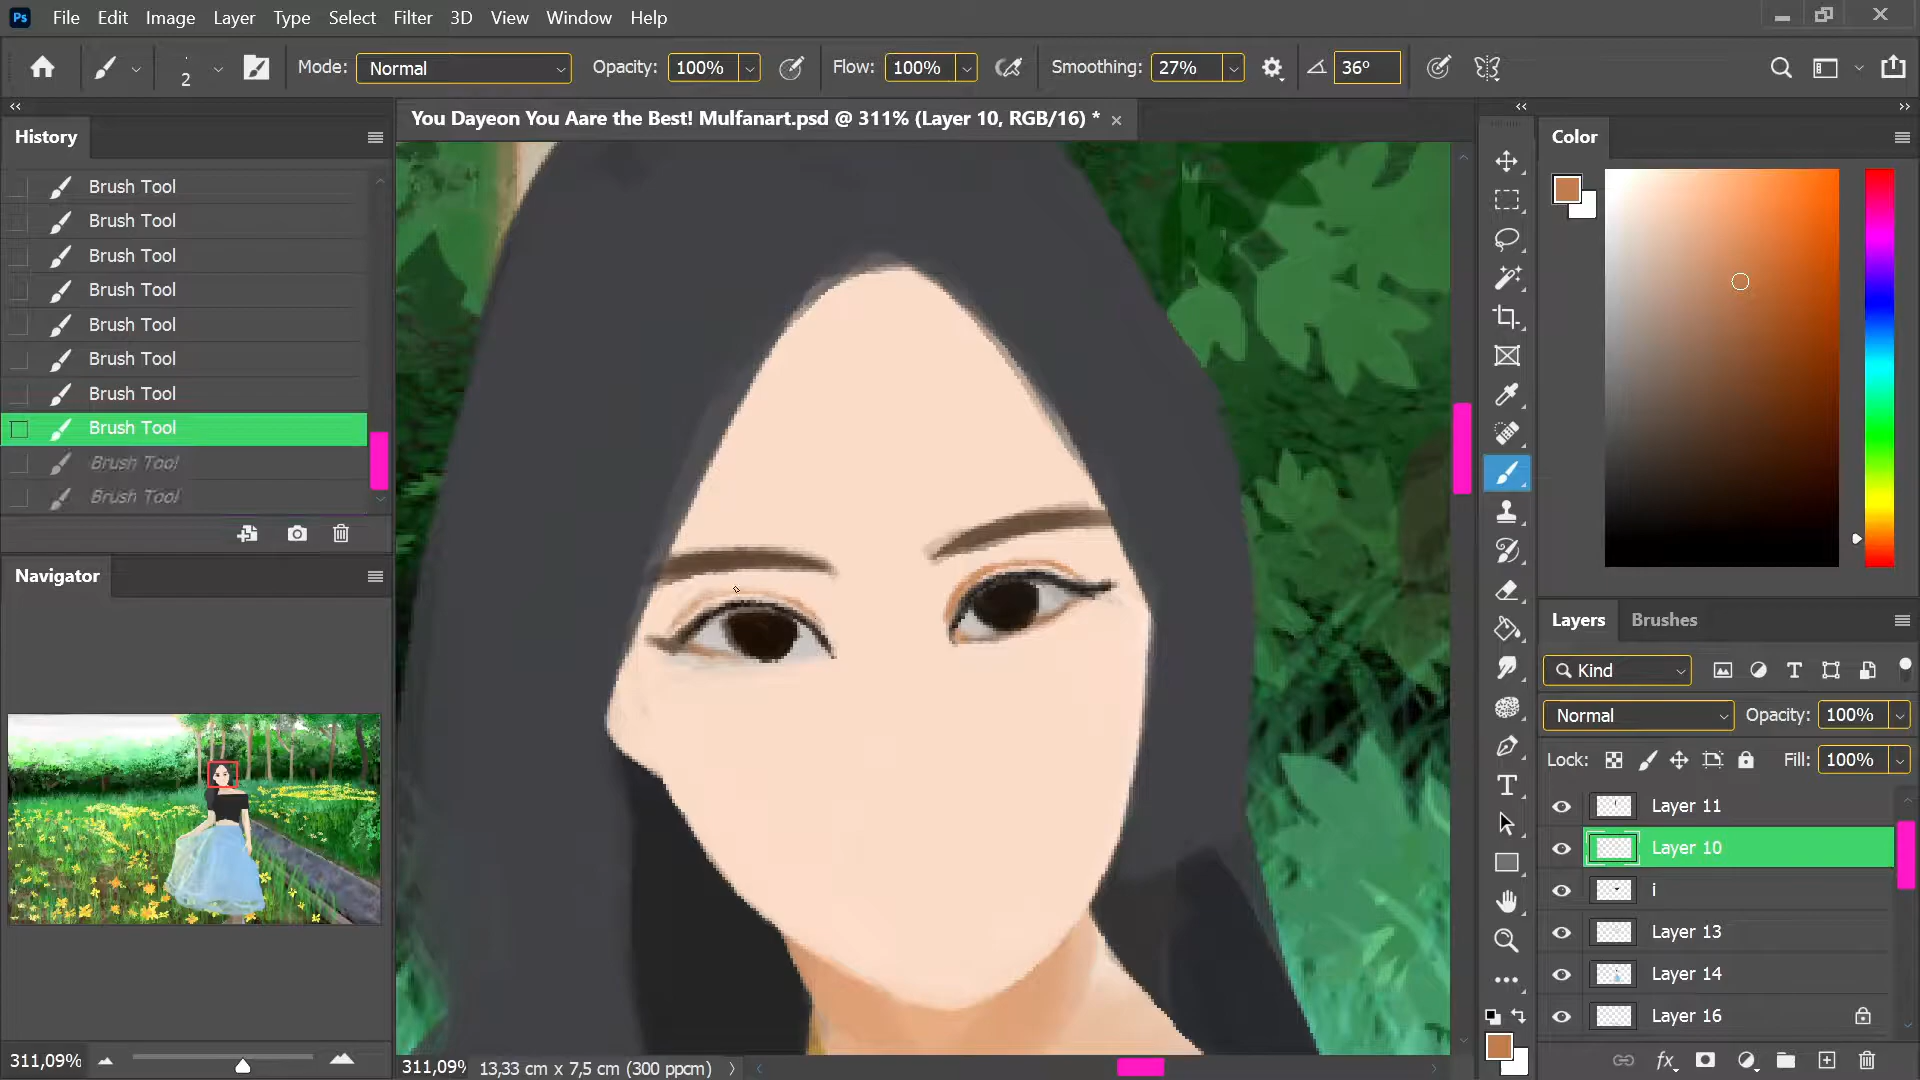 Ps File Edit Image Layer Type Select Filter 3D View Window Help
2 Mode: Normal Opacity: 100% Flow: 100% Smoothing: 27% 36°
You Dayeon You Aare the Best! Mulfanart.psd @ 311% (Layer 10, RGB/16) *
History
Brush Tool
Brush Tool
Brush Tool
Brush Tool
Brush Tool
Brush Tool
Brush Tool
Brush Tool
Brush Tool
Brush Tool
Navigator
311,09%
311,09% 13,33 cm x 7,5 cm (300 ppcm)
Color
Layers Brushes
Kind
Normal Opacity: 100%
Lock: Fill: 100%
Layer 11
Layer 10
i
Layer 13
Layer 14
Layer 16
fx